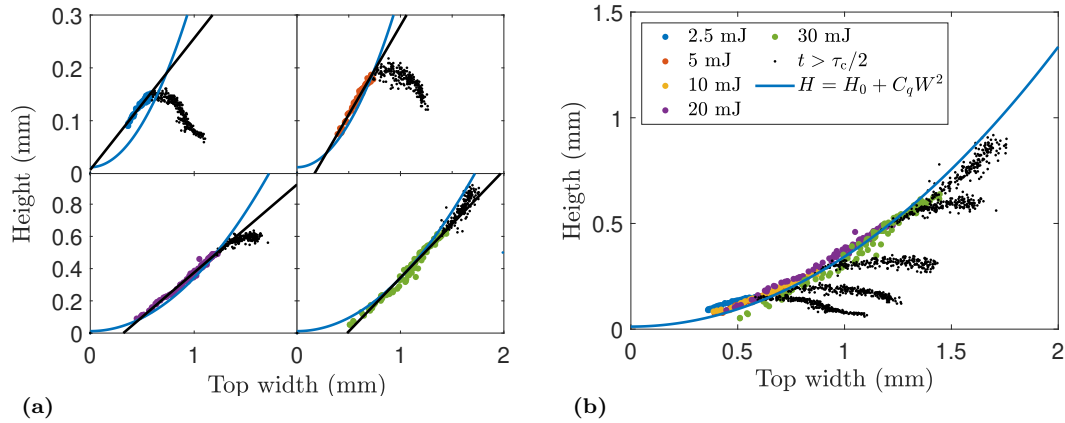 0.3
0.2
0.1
0
0.8
0.6
0.4
0.2
0
0 1
0 1 2
Height (mm)
Top width (mm)
(a)
1.5
1
0.5
0
0 0.5 1 1.5 2
Heigth (mm)
Top width (mm)
2.5 mJ
5 mJ
10 mJ
20 mJ
30 mJ
t > τc/2
H = H0 + CqW²
(b)